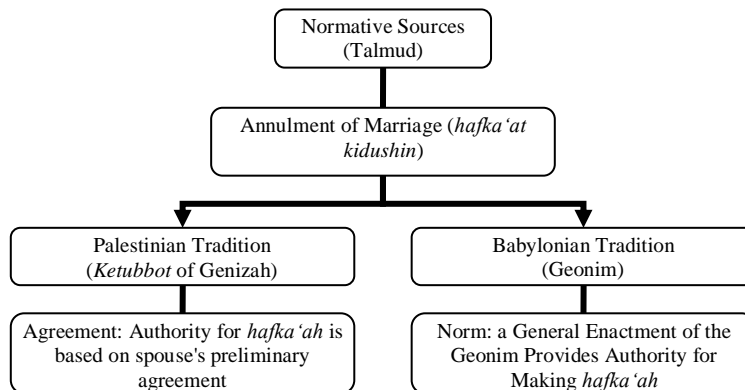 Normative Sources
(Talmud)
Annulment of Marriage (hafka‘at
kidushin)
Palestinian Tradition
(Ketubbot of Genizah)
Agreement: Authority for hafka‘ah is
based on spouse's preliminary
agreement
Babylonian Tradition
(Geonim)
Norm: a General Enactment of the
Geonim Provides Authority for
Making hafka‘ah